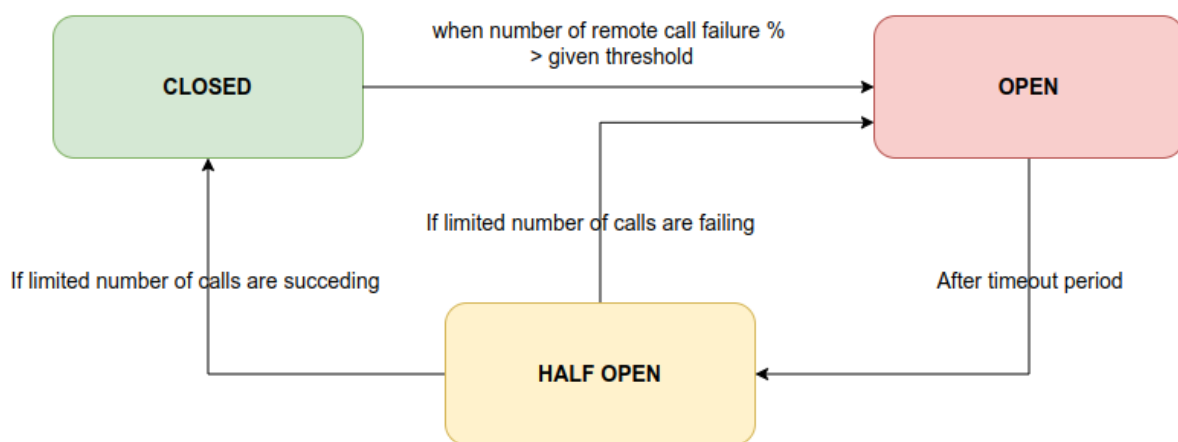 when number of remote call failure %
> given threshold
CLOSED
OPEN
If limited number of calls are failing
If limited number of calls are succeding
After timeout period
HALF OPEN